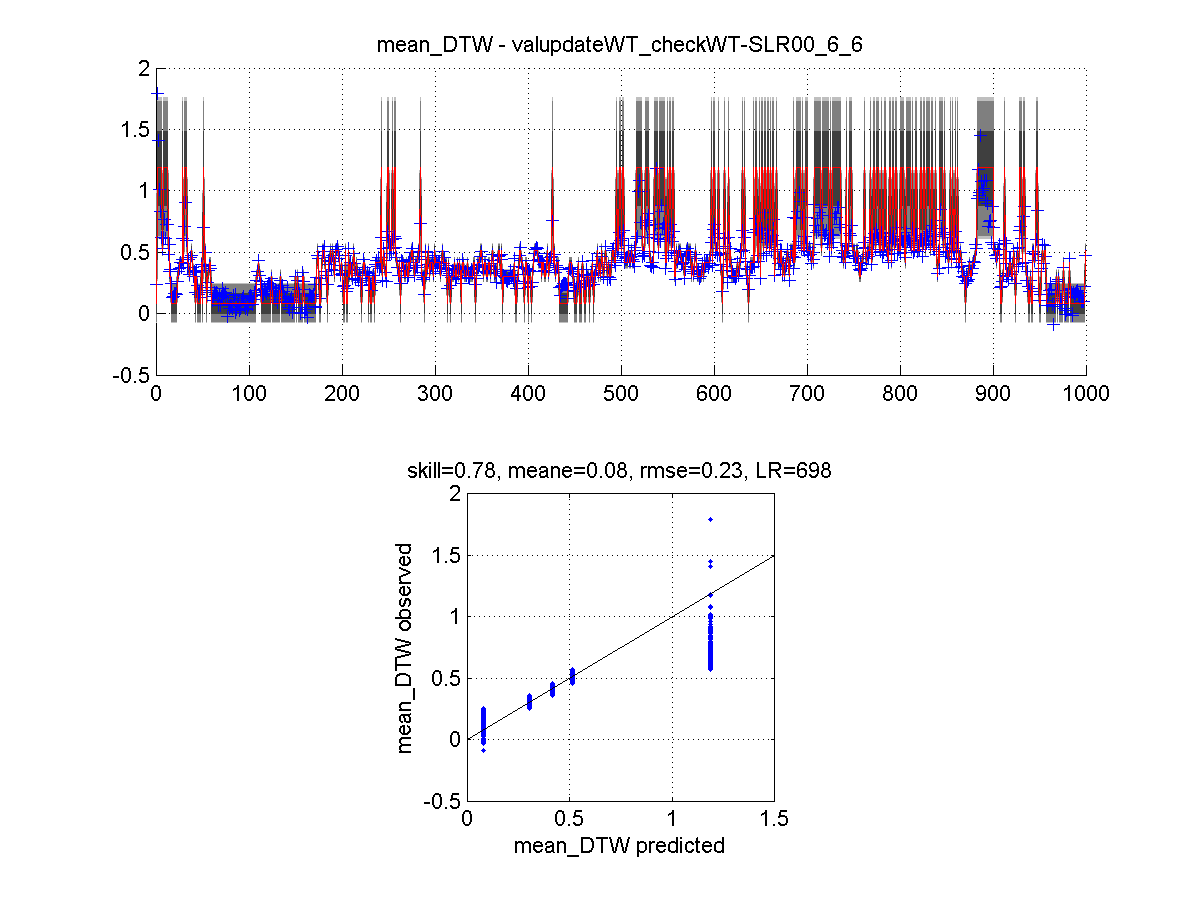 mean_DTW - valupdateWT_checkWT-SLR00_6_6
2
1.5
1
0.5
0
-0.5
0 100 200 300 400 500 600 700 800 900 1000
skill=0.78, meane=0.08, rmse=0.23, LR=698
mean_DTW observed
2
1.5
1
0.5
0
-0.5
0 0.5 1 1.5
mean_DTW predicted